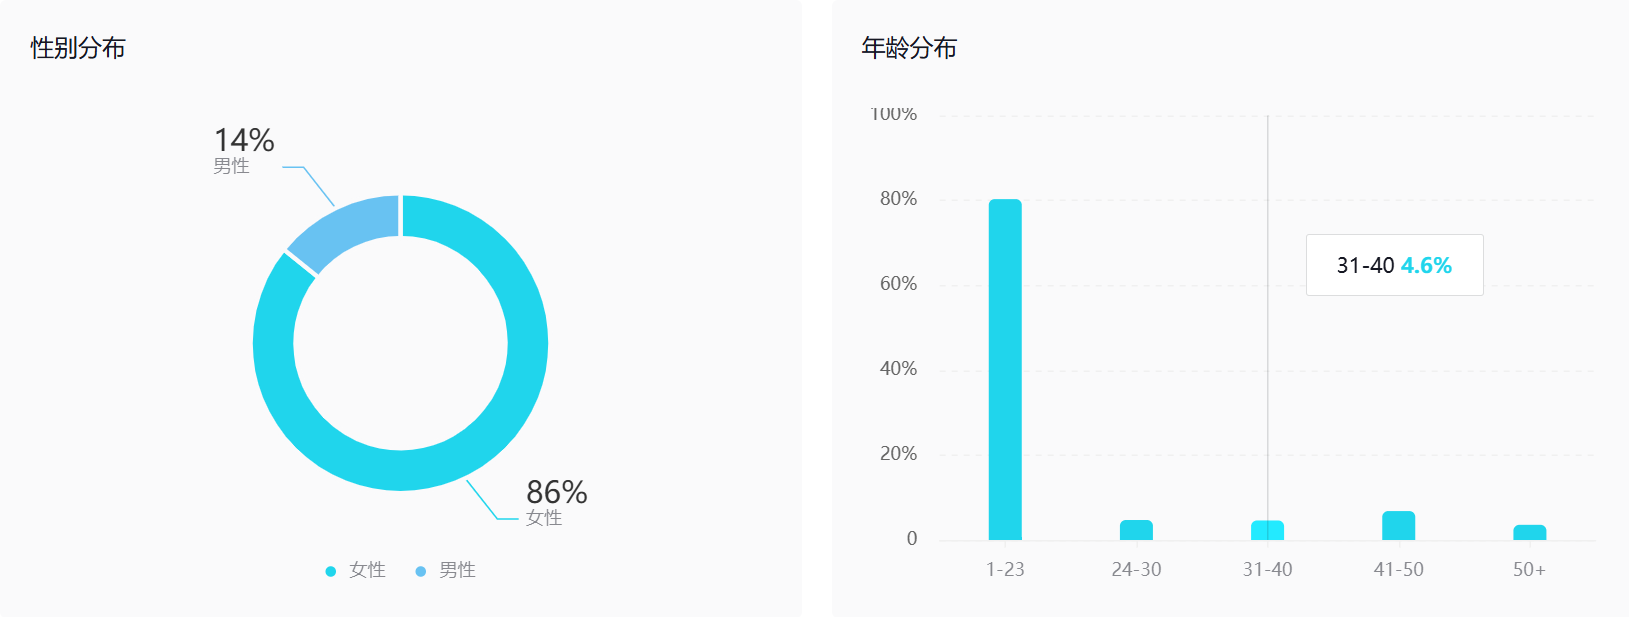 性别分布
14%
男性
86%
女性
女性
男性
年龄分布
100%
80%
60%
40%
20%
0
31-40 4.6%
1-23
24-30
31-40
41-50
50+